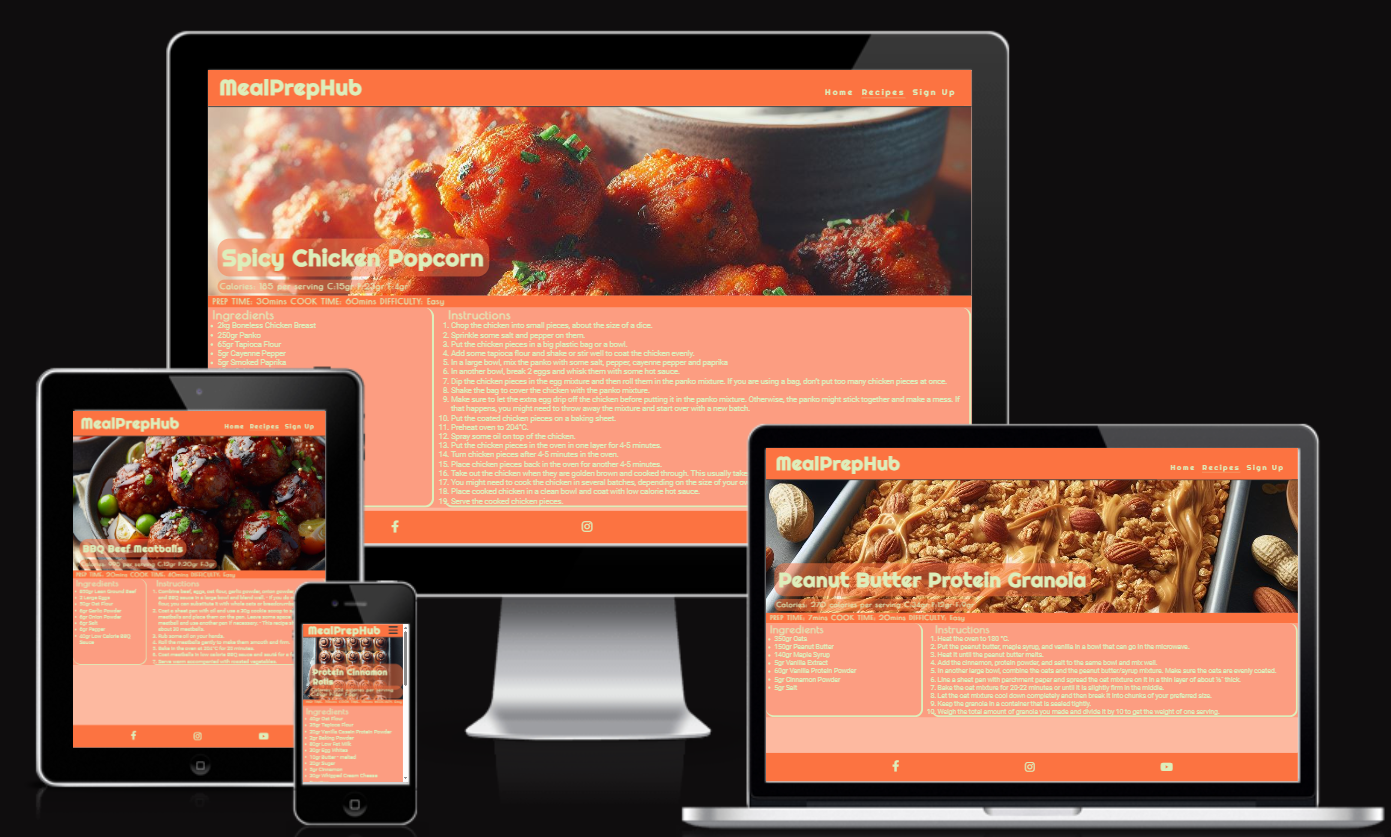 MealPrepHub
Home Recipes Sign Up
Spicy Chicken Popcorn
Calories: 185 per serving
PREP TIME: 30mins COOK TIME: 60mins DIFFICULTY: Easy
Ingredients
2kg Boneless Chicken Breast
250gr Panko
65gr Tapioca Flour
5gr Cayenne Pepper
5gr Smoked Paprika
Instructions
1. Chop the chicken into small pieces, about the size of a dice.
2. Sprinkle some salt and pepper on them.
3. Put the chicken pieces in a big plastic bag or a bowl.
4. Add some tapioca flour and shake or stir well to coat the chicken evenly.
5. In a large bowl, mix the panko with some salt, pepper, cayenne pepper and paprika
6. In another bowl, break 2 eggs and whisk them with some hot sauce.
7. Dip the chicken pieces in the egg mixture and then roll them in the panko mixture. If you are using a bag, don't put too many chicken pieces at once.
8. Shake the bag to cover the chicken with the panko mixture.
9. Make sure to let the extra egg drip off the chicken before putting it in the panko mixture. Otherwise, the panko might stick together and make a mess. If
that happens, you might need to throw away the mixture and start over with a new batch.
10. Put the coated chicken pieces on a baking sheet.
11. Preheat oven to 204°C.
12. Spray some oil on top of the chicken.
13. Put the chicken pieces in the oven in one layer for 4-5 minutes.
14. Turn chicken pieces after 4-5 minutes in the oven.
15. Place chicken pieces back in the oven for another 4-5 minutes.
16. Take out the chicken when they are golden brown and cooked through. This usually take
17. You might need to cook the chicken in several batches, depending on the size of your
18. Place cooked chicken in a clean bowl and coat with low calorie hot sauce.
19. Serve the cooked chicken pieces.
MealPrepHub
Home Recipes Sign Up
BBQ Beef Meatballs
Ingredients
5gr Salt
5gr Pepper
Instructions
MealPrepHub
Protein Cinnamon
Rolls
Ingredients
MealPrepHub
Home Recipes Sign Up
Peanut Butter Protein Granola
Calories: 270 calories per serving
PREP TIME: 7mins COOK TIME: 20mins DIFFICULTY: Easy
Ingredients
350gr Oats
150gr Peanut Butter
140gr Maple Syrup
5gr Vanilla Extract
60gr Vanilla Protein Powder
5gr Cinnamon Powder
5gr Salt
Instructions
1. Heat the oven to 150 °C.
2. Put the peanut butter, maple syrup, and vanilla in a bowl that can go in the microwave.
3. Heat it until the peanut butter melts.
4. Add the cinnamon, protein powder, and salt to the same bowl and mix well.
5. In another large bowl, combine the oats and the peanut butter/syrup mixture. Make sure the oats are evenly coated.
6. Line a sheet pan with parchment paper and spread the oat mixture on it in a thin layer of about ¼" thick.
7. Bake the oat mixture for 20-22 minutes or until it is slightly firm in the middle.
8. Let the oat mixture cool down completely and then break it into chunks of your preferred size.
9. Keep the granola in a container that is sealed tightly.
10. Weigh the total amount of granola you made and divide it by 10 to get the weight of one serving.